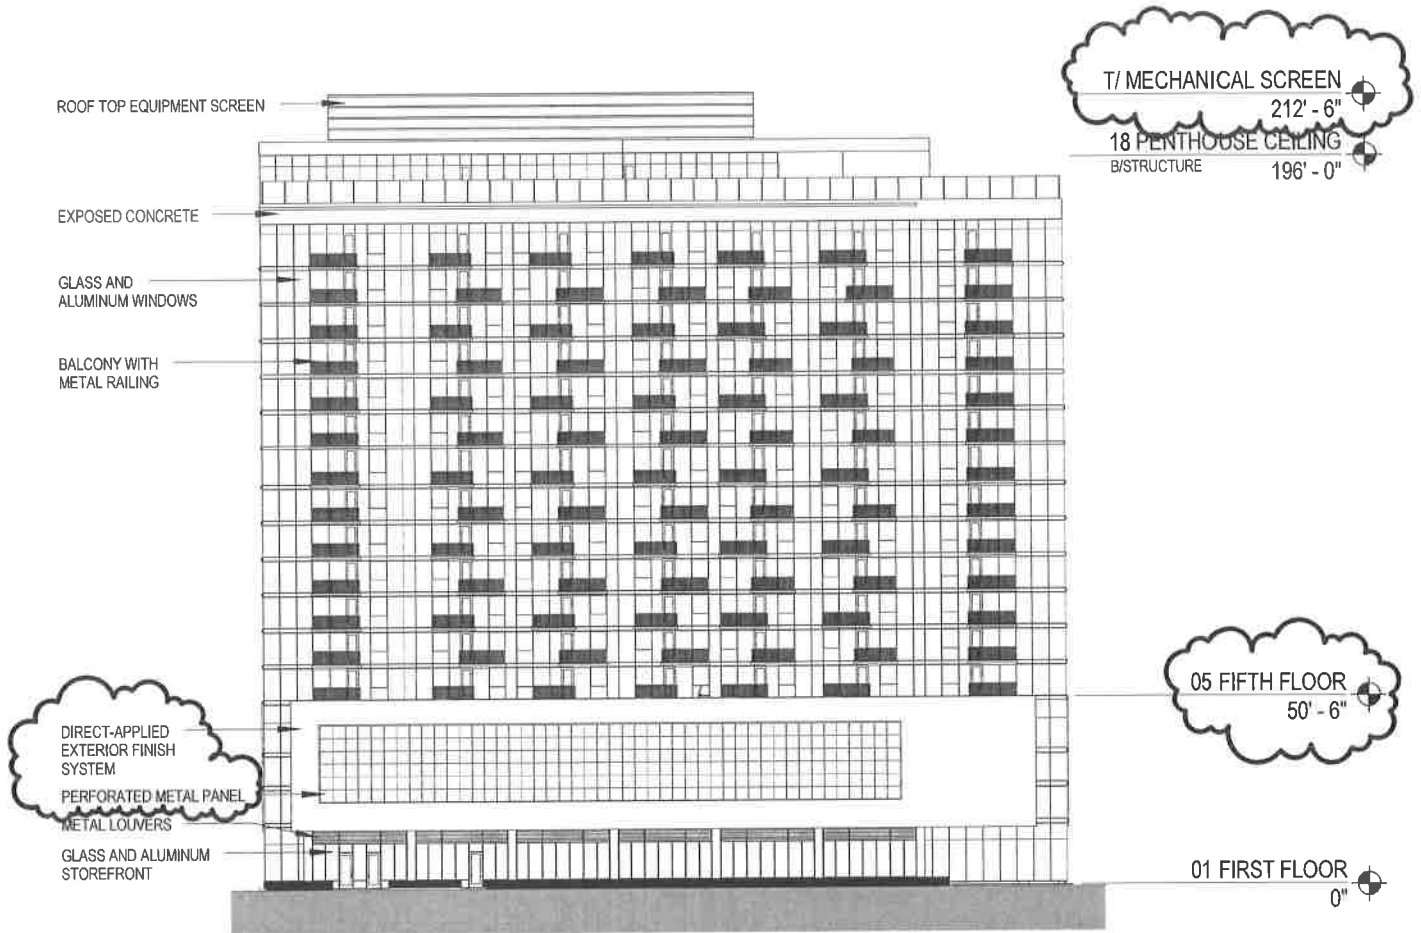 T/ MECHANICAL SCREEN
212' - 6"
18 PENTHOUSE CEILING
B/STRUCTURE
196' - 0"
ROOF TOP EQUIPMENT SCREEN
EXPOSED CONCRETE
GLASS AND
ALUMINUM WINDOWS
BALCONY WITH
METAL RAILING
05 FIFTH FLOOR
50' - 6"
DIRECT-APPLIED
EXTERIOR FINISH
SYSTEM
PERFORATED METAL PANEL
METAL LOUVERS
GLASS AND ALUMINUM
STOREFRONT
01 FIRST FLOOR
0"